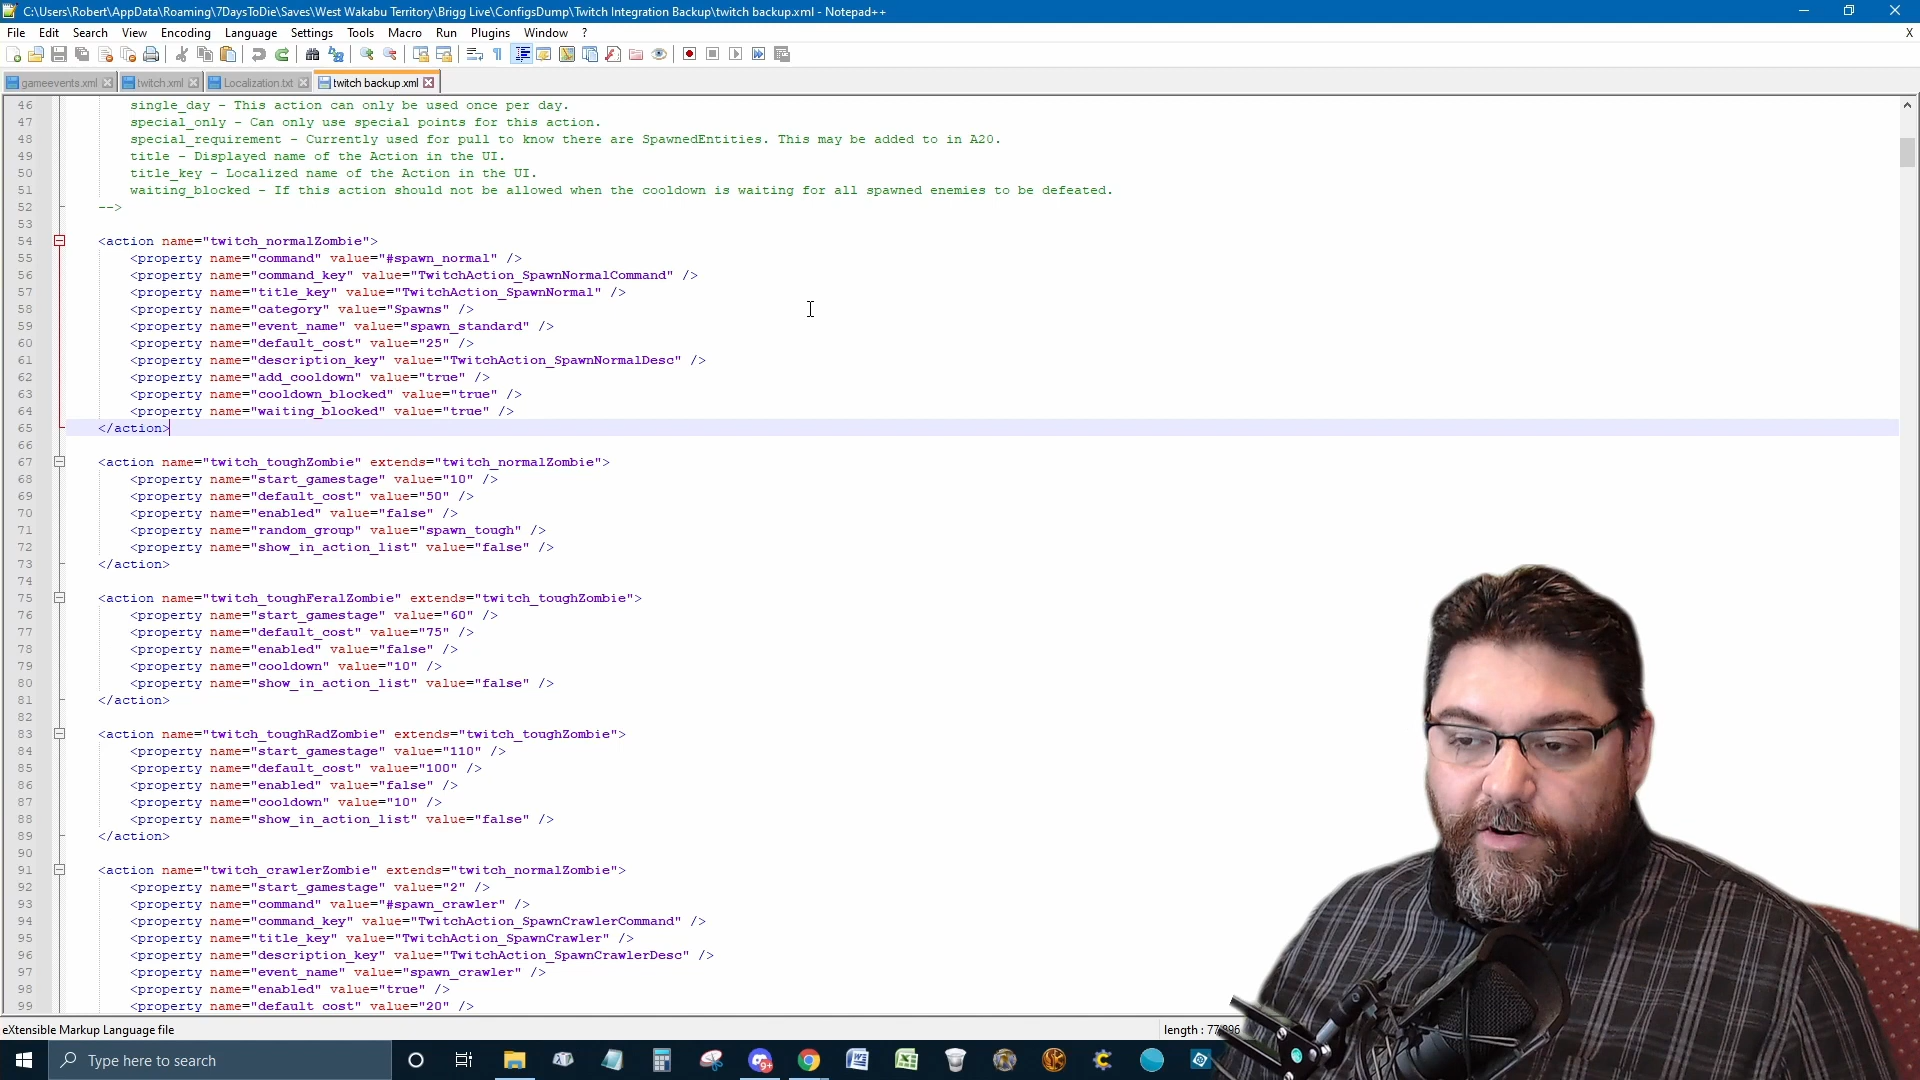 C:\Users\Robert\AppData\Roaming\7DaysToDie\Saves\West Wakabu Territory\Brigg Live\ConfigsDump\Twitch Integration Backup\twitch backup.xml - Notepad++
File Edit Search View Encoding Language Settings Tools Macro Run Plugins Window ? X
gameevents.xml twitch.xml Localization.txt twitch backup.xml
46 single_day - This action can only be used once per day.
47 special_only - Can only use special points for this action.
48 special_requirement - Currently used for pull to know there are SpawnedEntities. This may be added to in A20.
49 title - Displayed name of the Action in the UI.
50 title_key - Localized name of the Action in the UI.
51 waiting_blocked - If this action should not be allowed when the cooldown is waiting for all spawned enemies to be defeated.
52 -->
53
54 <action name="twitch_normalZombie">
55 <property name="command" value="#spawn_normal" />
56 <property name="command_key" value="TwitchAction_SpawnNormalCommand" />
57 <property name="title_key" value="TwitchAction_SpawnNormal" />
58 <property name="category" value="Spawns" />
59 <property name="event_name" value="spawn_standard" />
60 <property name="default_cost" value="25" />
61 <property name="description_key" value="TwitchAction_SpawnNormalDesc" />
62 <property name="add_cooldown" value="true" />
63 <property name="cooldown_blocked" value="true" />
64 <property name="waiting_blocked" value="true" />
65 </action>
66
67 <action name="twitch_toughZombie" extends="twitch_normalZombie">
68 <property name="start_gamestage" value="10" />
69 <property name="default_cost" value="50" />
70 <property name="enabled" value="false" />
71 <property name="random_group" value="spawn_tough" />
72 <property name="show_in_action_list" value="false" />
73 </action>
74
75 <action name="twitch_toughFeralZombie" extends="twitch_toughZombie">
76 <property name="start_gamestage" value="60" />
77 <property name="default_cost" value="75" />
78 <property name="enabled" value="false" />
79 <property name="cooldown" value="10" />
80 <property name="show_in_action_list" value="false" />
81 </action>
82
83 <action name="twitch_toughRadZombie" extends="twitch_toughZombie">
84 <property name="start_gamestage" value="110" />
85 <property name="default_cost" value="100" />
86 <property name="enabled" value="false" />
87 <property name="cooldown" value="10" />
88 <property name="show_in_action_list" value="false" />
89 </action>
90
91 <action name="twitch_crawlerZombie" extends="twitch_normalZombie">
92 <property name="start_gamestage" value="2" />
93 <property name="command" value="#spawn_crawler" />
94 <property name="command_key" value="TwitchAction_SpawnCrawlerCommand" />
95 <property name="title_key" value="TwitchAction_SpawnCrawler" />
96 <property name="description_key" value="TwitchAction_SpawnCrawlerDesc" />
97 <property name="event_name" value="spawn_crawler" />
98 <property name="enabled" value="true" />
99 <property name="default_cost" value="20" />
eXtensible Markup Language file length :
Type here to search